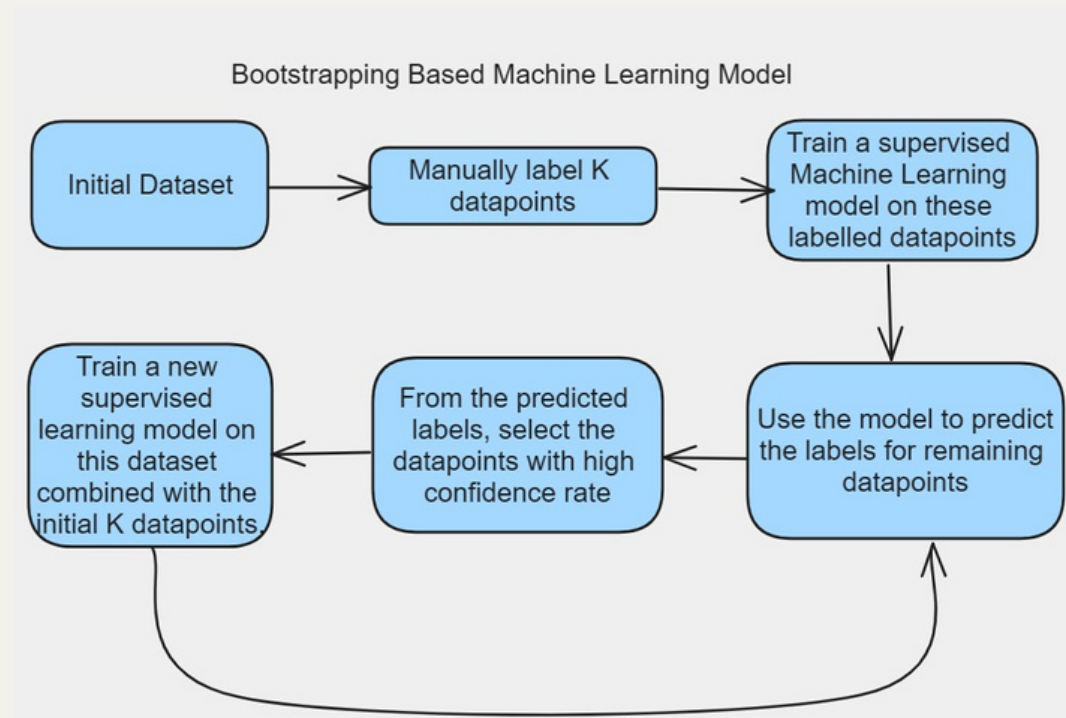 Bootstrapping Based Machine Learning Model
Initial Dataset
Manually label K
datapoints
Train a supervised
Machine Learning
model on these
labelled datapoints
Use the model to predict
the labels for remaining
datapoints
From the predicted
labels, select the
datapoints with high
confidence rate
Train a new
supervised
learning model on
this dataset
combined with the
initial K datapoints.